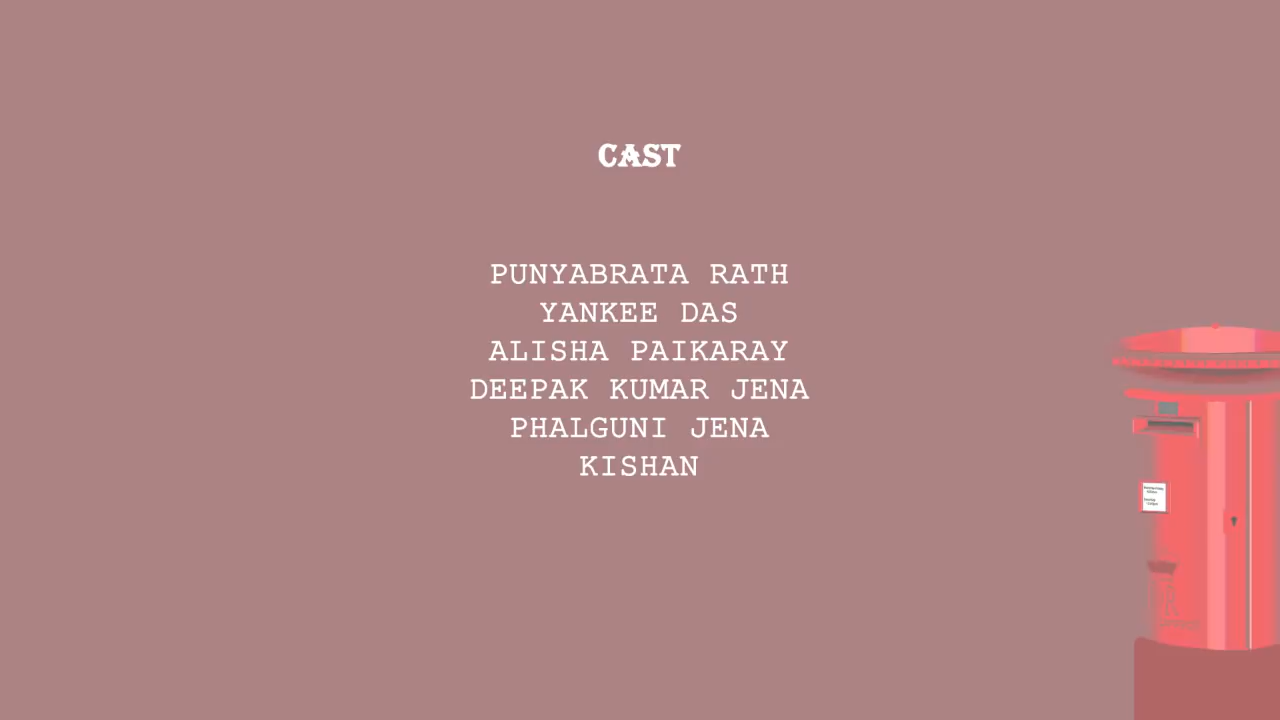 CAST
PUNYABRATA RATH
YANKEE DAS
ALISHA PAIKARAY
DEEPAK KUMAR JENA
PHALGUNI JENA
KISHAN